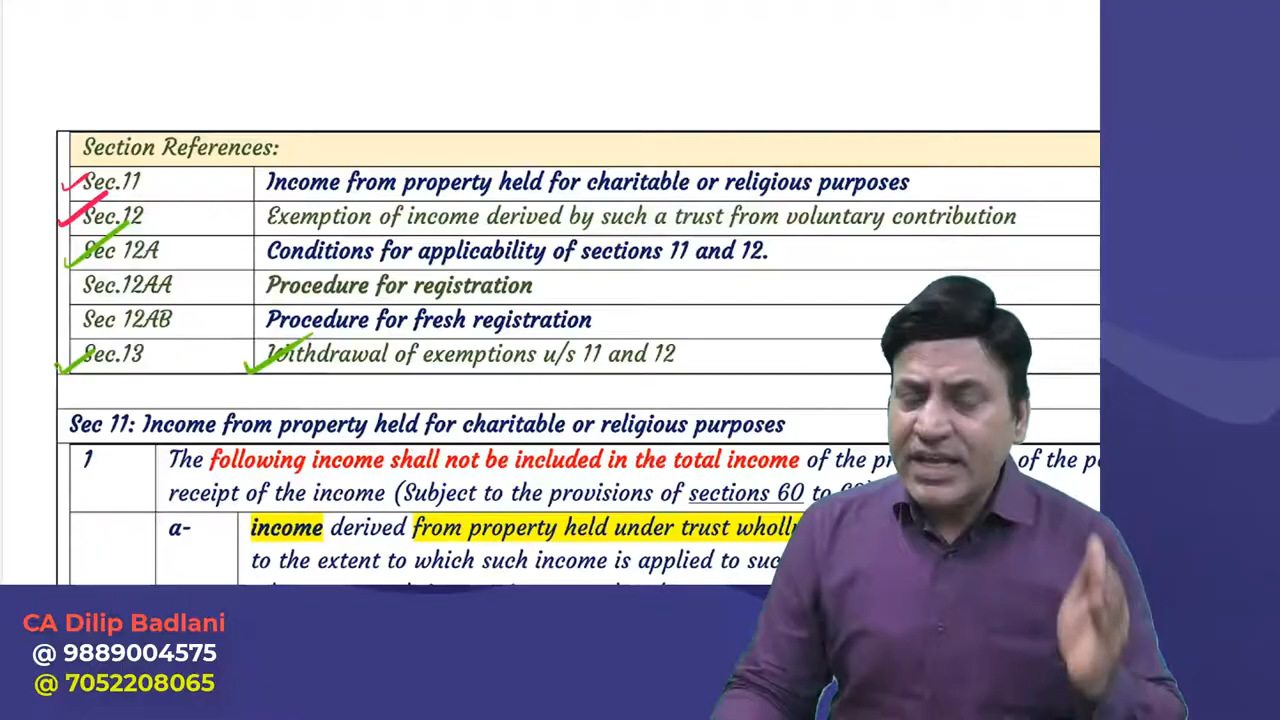 Section References:
Sec.11 Income from property held for charitable or religious purposes
Sec.12 Exemption of income derived by such a trust from voluntary contribution
Sec 12A Conditions for applicability of sections 11 and 12.
Sec.12AA Procedure for registration
Sec 12AB Procedure for fresh registration
Sec.13 Withdrawal of exemptions u/s 11 and 12
Sec 11: Income from property held for charitable or religious purposes
1 The following income shall not be included in the total income of the of the
receipt of the income (Subject to the provisions of sections 60 to
a- income derived from property held under trust
to the extent to which such income is applied to
CA Dilip Badlani
@ 9889004575
@ 7052208065